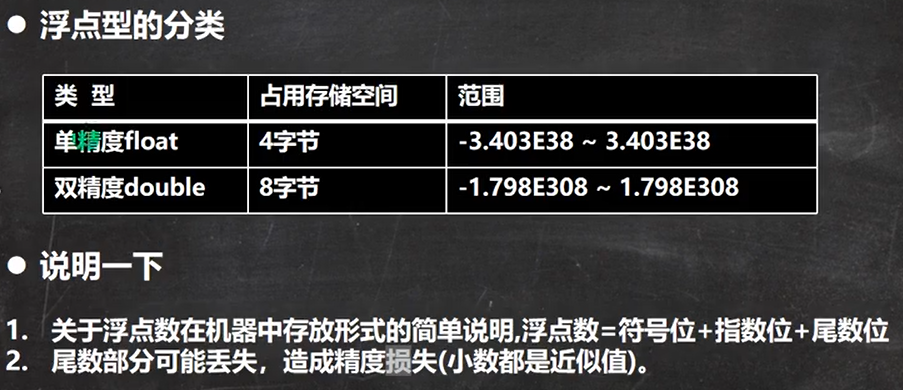 ● 浮点型的分类
类 型 占用存储空间 范围
单精度float 4字节 -3.403E38 ~ 3.403E38
双精度double 8字节 -1.798E308 ~ 1.798E308
● 说明一下
1. 关于浮点数在机器中存放形式的简单说明,浮点数=符号位+指数位+尾数位
2. 尾数部分可能丢失，造成精度损失(小数都是近似值)。